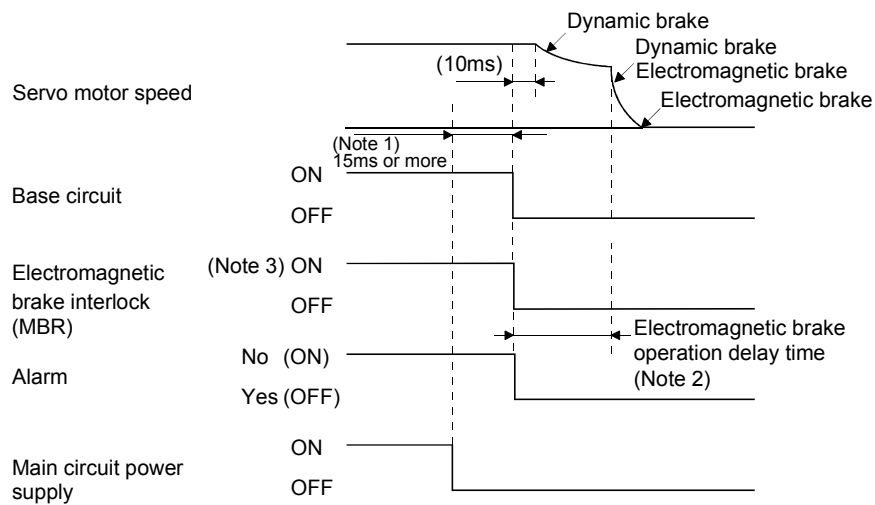 Dynamic brake
Dynamic brake
Electromagnetic brake
Electromagnetic brake
(10ms)
Servo motor speed
(Note 1)
15ms or more
ON
Base circuit
OFF
Electromagnetic
brake interlock
(MBR)
(Note 3) ON
OFF
Electromagnetic brake
operation delay time
(Note 2)
No (ON)
Alarm
Yes (OFF)
ON
Main circuit power
supply
OFF